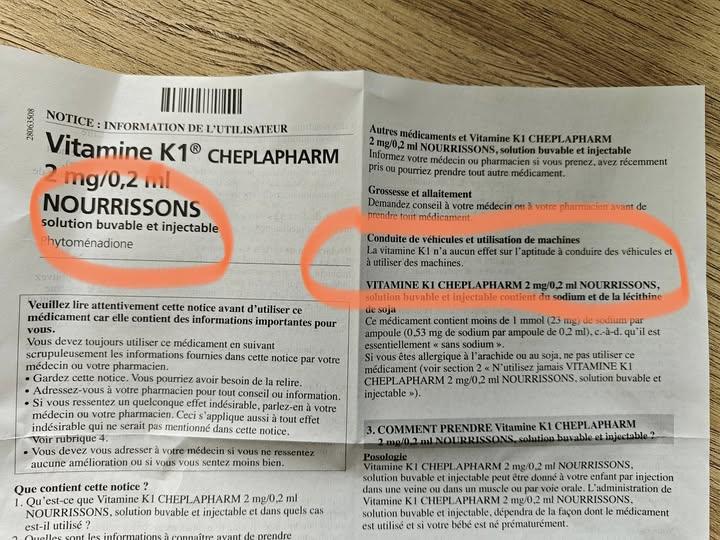 28063508
NOTICE : INFORMATION DE L'UTILISATEUR
Vitamine K1® CHEPLAPHARM
2 mg/0,2 ml
NOURRISSONS
solution buvable et injectable
Phytoménadione
Veuillez lire attentivement cette notice avant d'utiliser ce
médicament car elle contient des informations importantes pour
vous.
Vous devez toujours utiliser ce médicament en suivant
scrupuleusement les informations fournies dans cette notice par votre
médecin ou votre pharmacien.
• Gardez cette notice. Vous pourriez avoir besoin de la relire.
• Adressez-vous à votre pharmacien pour tout conseil ou information.
• Si vous ressentez un quelconque effet indésirable, parlez-en à votre
médecin ou votre pharmacien. Ceci s'applique aussi à tout effet
indésirable qui ne serait pas mentionné dans cette notice.
Voir rubrique 4.
• Vous devez vous adresser à votre médecin si vous ne ressentez
aucune amélioration ou si vous vous sentez moins bien.
Que contient cette notice ?
1. Qu'est-ce que Vitamine K1 CHEPLAPHARM 2 mg/0,2 ml
NOURRISSONS, solution buvable et injectable et dans quels cas
est-il utilisé ?
2. Quelles sont les informations à connaître avant de prendre
Autres médicaments et Vitamine K1 CHEPLAPHARM
2 mg/0,2 ml NOURRISSONS, solution buvable et injectable
Informez votre médecin ou pharmacien si vous prenez, avez récemment
pris ou pourriez prendre tout autre médicament.
Grossesse et allaitement
Demandez conseil à votre médecin ou à votre pharmacien avant de
prendre tout médicament.
Conduite de véhicules et utilisation de machines
La vitamine K1 n'a aucun effet sur l'aptitude à conduire des véhicules et
à utiliser des machines.
VITAMINE K1 CHEPLAPHARM 2 mg/0,2 ml NOURRISSONS,
solution buvable et injectable contient du sodium et de la lécithine
de soja
Ce médicament contient moins de 1 mmol (23 mg) de sodium par
ampoule (0,53 mg de sodium par ampoule de 0,2 ml), c.-à-d. qu'il est
essentiellement « sans sodium ».
Si vous êtes allergique à l'arachide ou au soja, ne pas utiliser ce
médicament (voir section 2 « N'utilisez jamais VITAMINE K1
CHEPLAPHARM 2 mg/0,2 ml NOURRISSONS, solution buvable et
injectable »).
3. COMMENT PRENDRE Vitamine K1 CHEPLAPHARM
2 mg/0,2 ml NOURRISSONS, solution buvable et injectable ?
Posologie
Vitamine K1 CHEPLAPHARM 2 mg/0,2 ml NOURRISSONS,
solution buvable et injectable peut être donné à votre enfant par injection
dans une veine ou dans un muscle ou par voie orale. L'administration de
Vitamine K1 CHEPLAPHARM 2 mg/0,2 ml NOURRISSONS,
solution buvable et injectable, dépendra de la façon dont le médicament
est utilisé et si votre bébé est né prématurément.